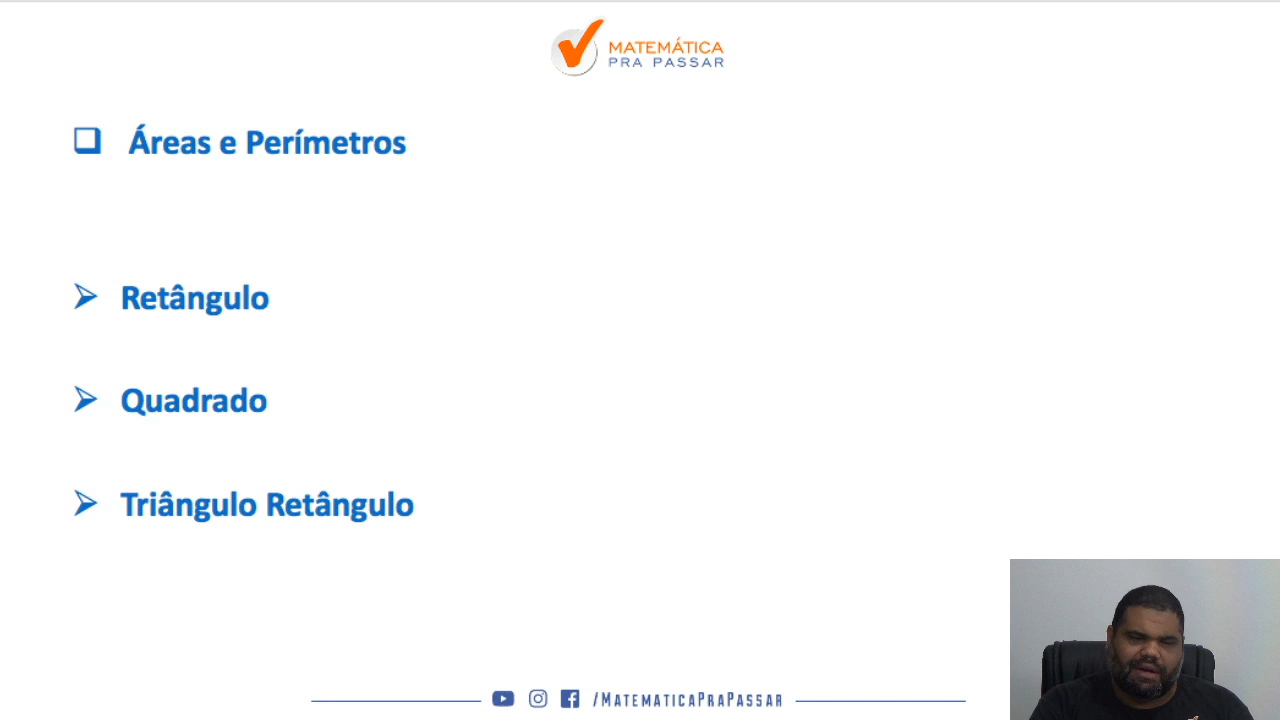 MATEMÁTICA
PRA PASSAR
Áreas e Perímetros
Retângulo
Quadrado
Triângulo Retângulo
/MATEMATICAPRAPASSAR